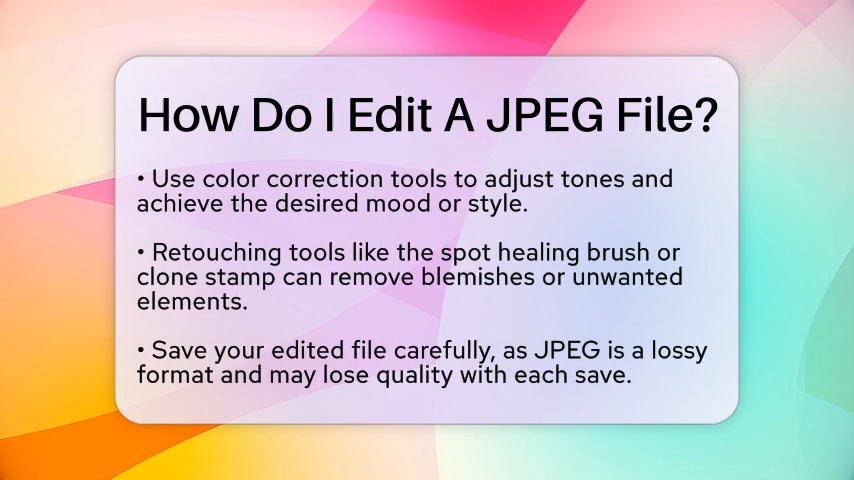 How Do I Edit A JPEG File?
• Use color correction tools to adjust tones and
achieve the desired mood or style.
• Retouching tools like the spot healing brush or
clone stamp can remove blemishes or unwanted
elements.
• Save your edited file carefully, as JPEG is a lossy
format and may lose quality with each save.